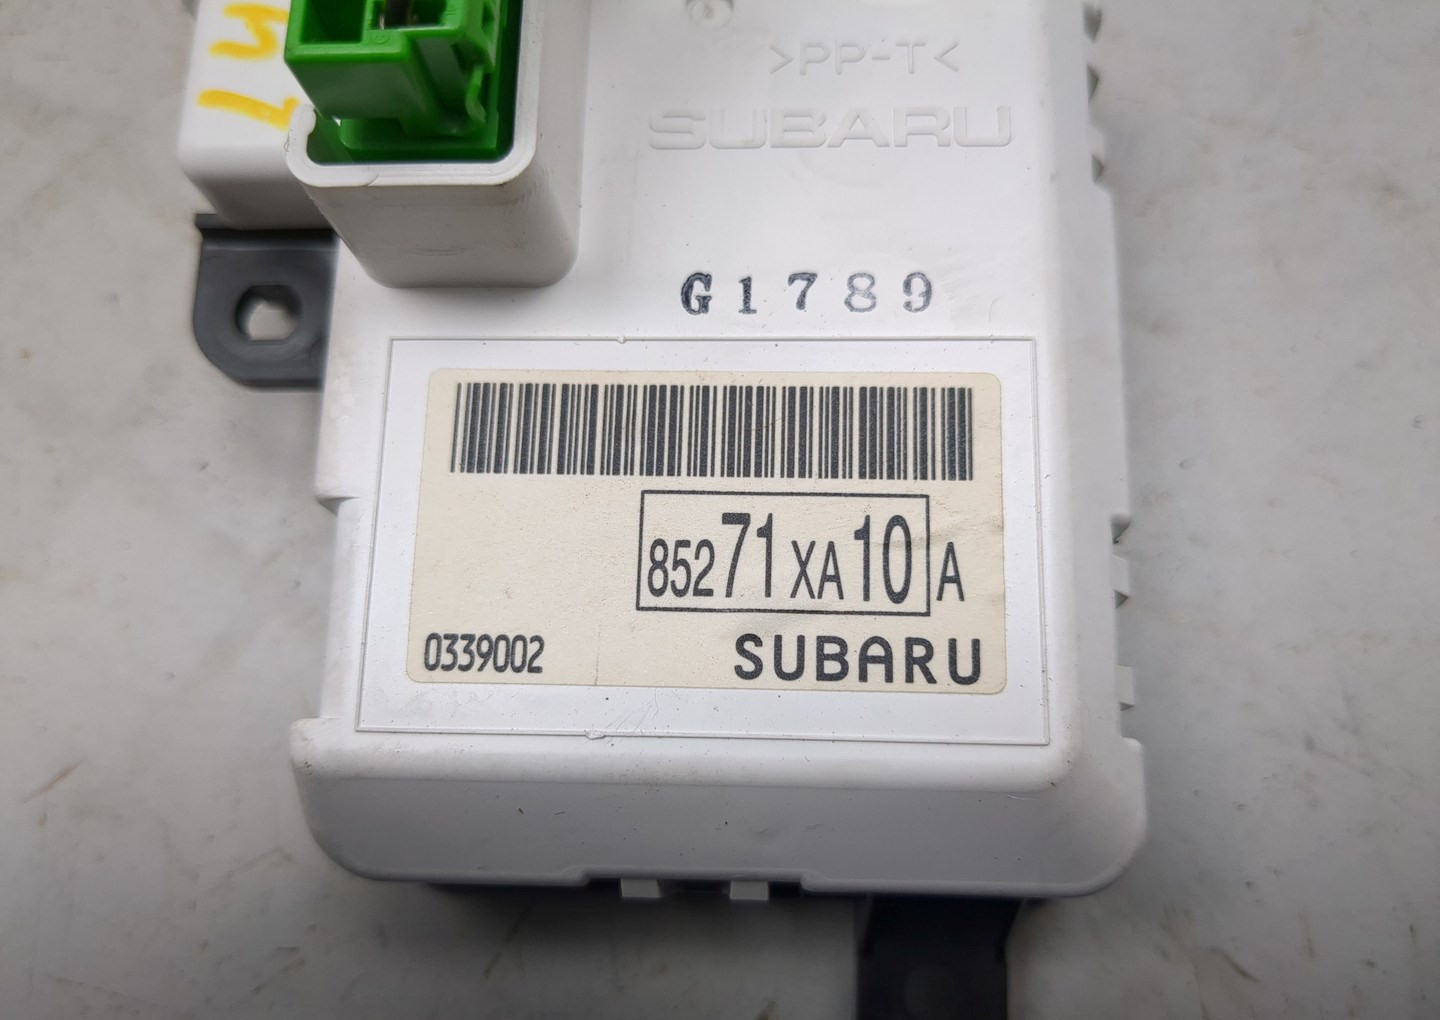 >PP-T<
SUBARU
G1789
85271XA10A
0339002
SUBARU